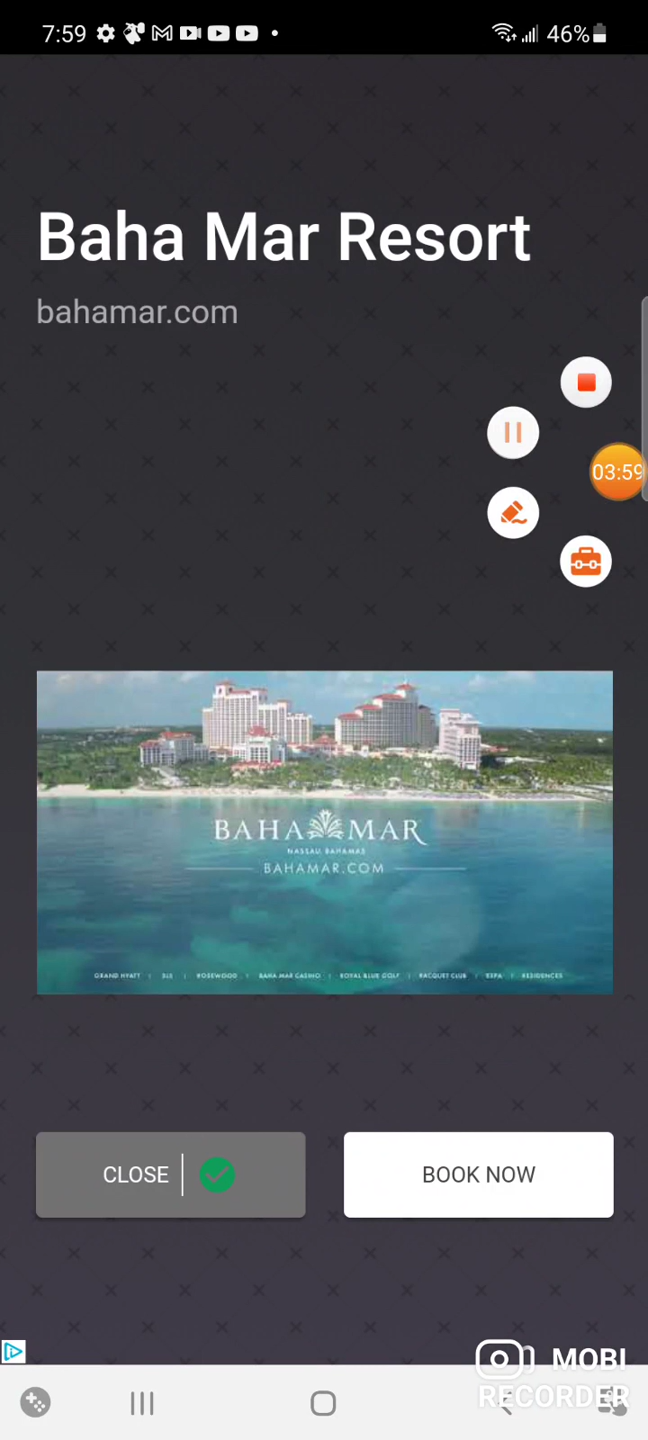 7:59
46%
Baha Mar Resort
bahamar.com
03:59
BAHA MAR
NASSAU, BAHAMAS
BAHAMAR.COM
GRAND HYATT | SLS | ROSEWOOD | BAHA MAR CASINO | ROYAL BLUE GOLF | RACQUET CLUB | ESPA | RESIDENCES
CLOSE
BOOK NOW
MOBI
RECORDER